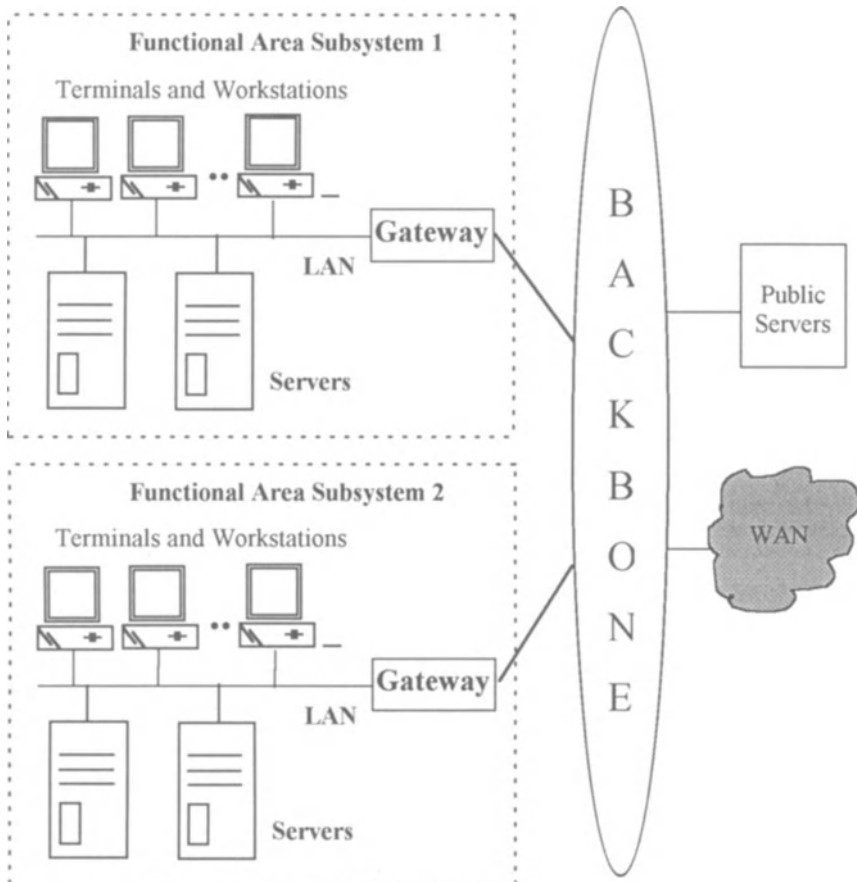 Functional Area Subsystem 1
Terminals and Workstations
Gateway
LAN
Servers
Functional Area Subsystem 2
Terminals and Workstations
Gateway
LAN
Servers
BACKBONE
Public
Servers
WAN